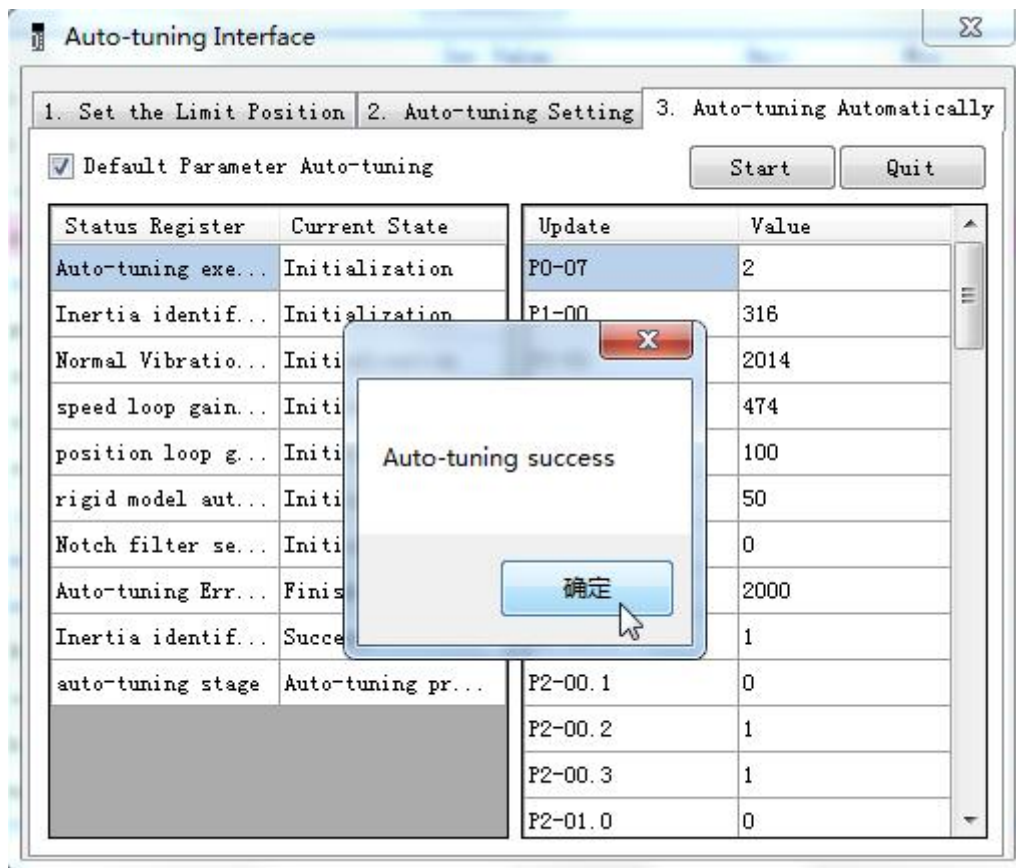 Auto-tuning Interface
1. Set the Limit Position 2. Auto-tuning Setting 3. Auto-tuning Automatically
Default Parameter Auto-tuning Start Quit
Status Register Current State Update Value
Auto-tuning exe... Initialization P0-07 2
Inertia identif... Initialization P1-00 316
Normal Vibratio... Initi 2014
speed loop gain... Initi 474
position loop g... Initi 100
rigid model aut... Initi 50
Notch filter se... Initi 0
Auto-tuning Err... Finis 2000
Inertia identif... Succe 1
auto-tuning stage Auto-tuning pr... P2-00.1 0
P2-00.2 1
P2-00.3 1
P2-01.0 0
Auto-tuning success
确定